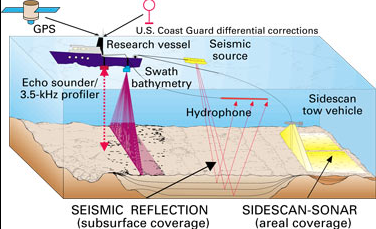 GPS
U.S. Coast Guard differential corrections
Research vessel
Seismic
source
Echo sounder/
3.5-kHz profiler
Swath
bathymetry
Hydrophone
Sidescan
tow vehicle
SEISMIC REFLECTION
(subsurface coverage)
SIDESCAN-SONAR
(areal coverage)